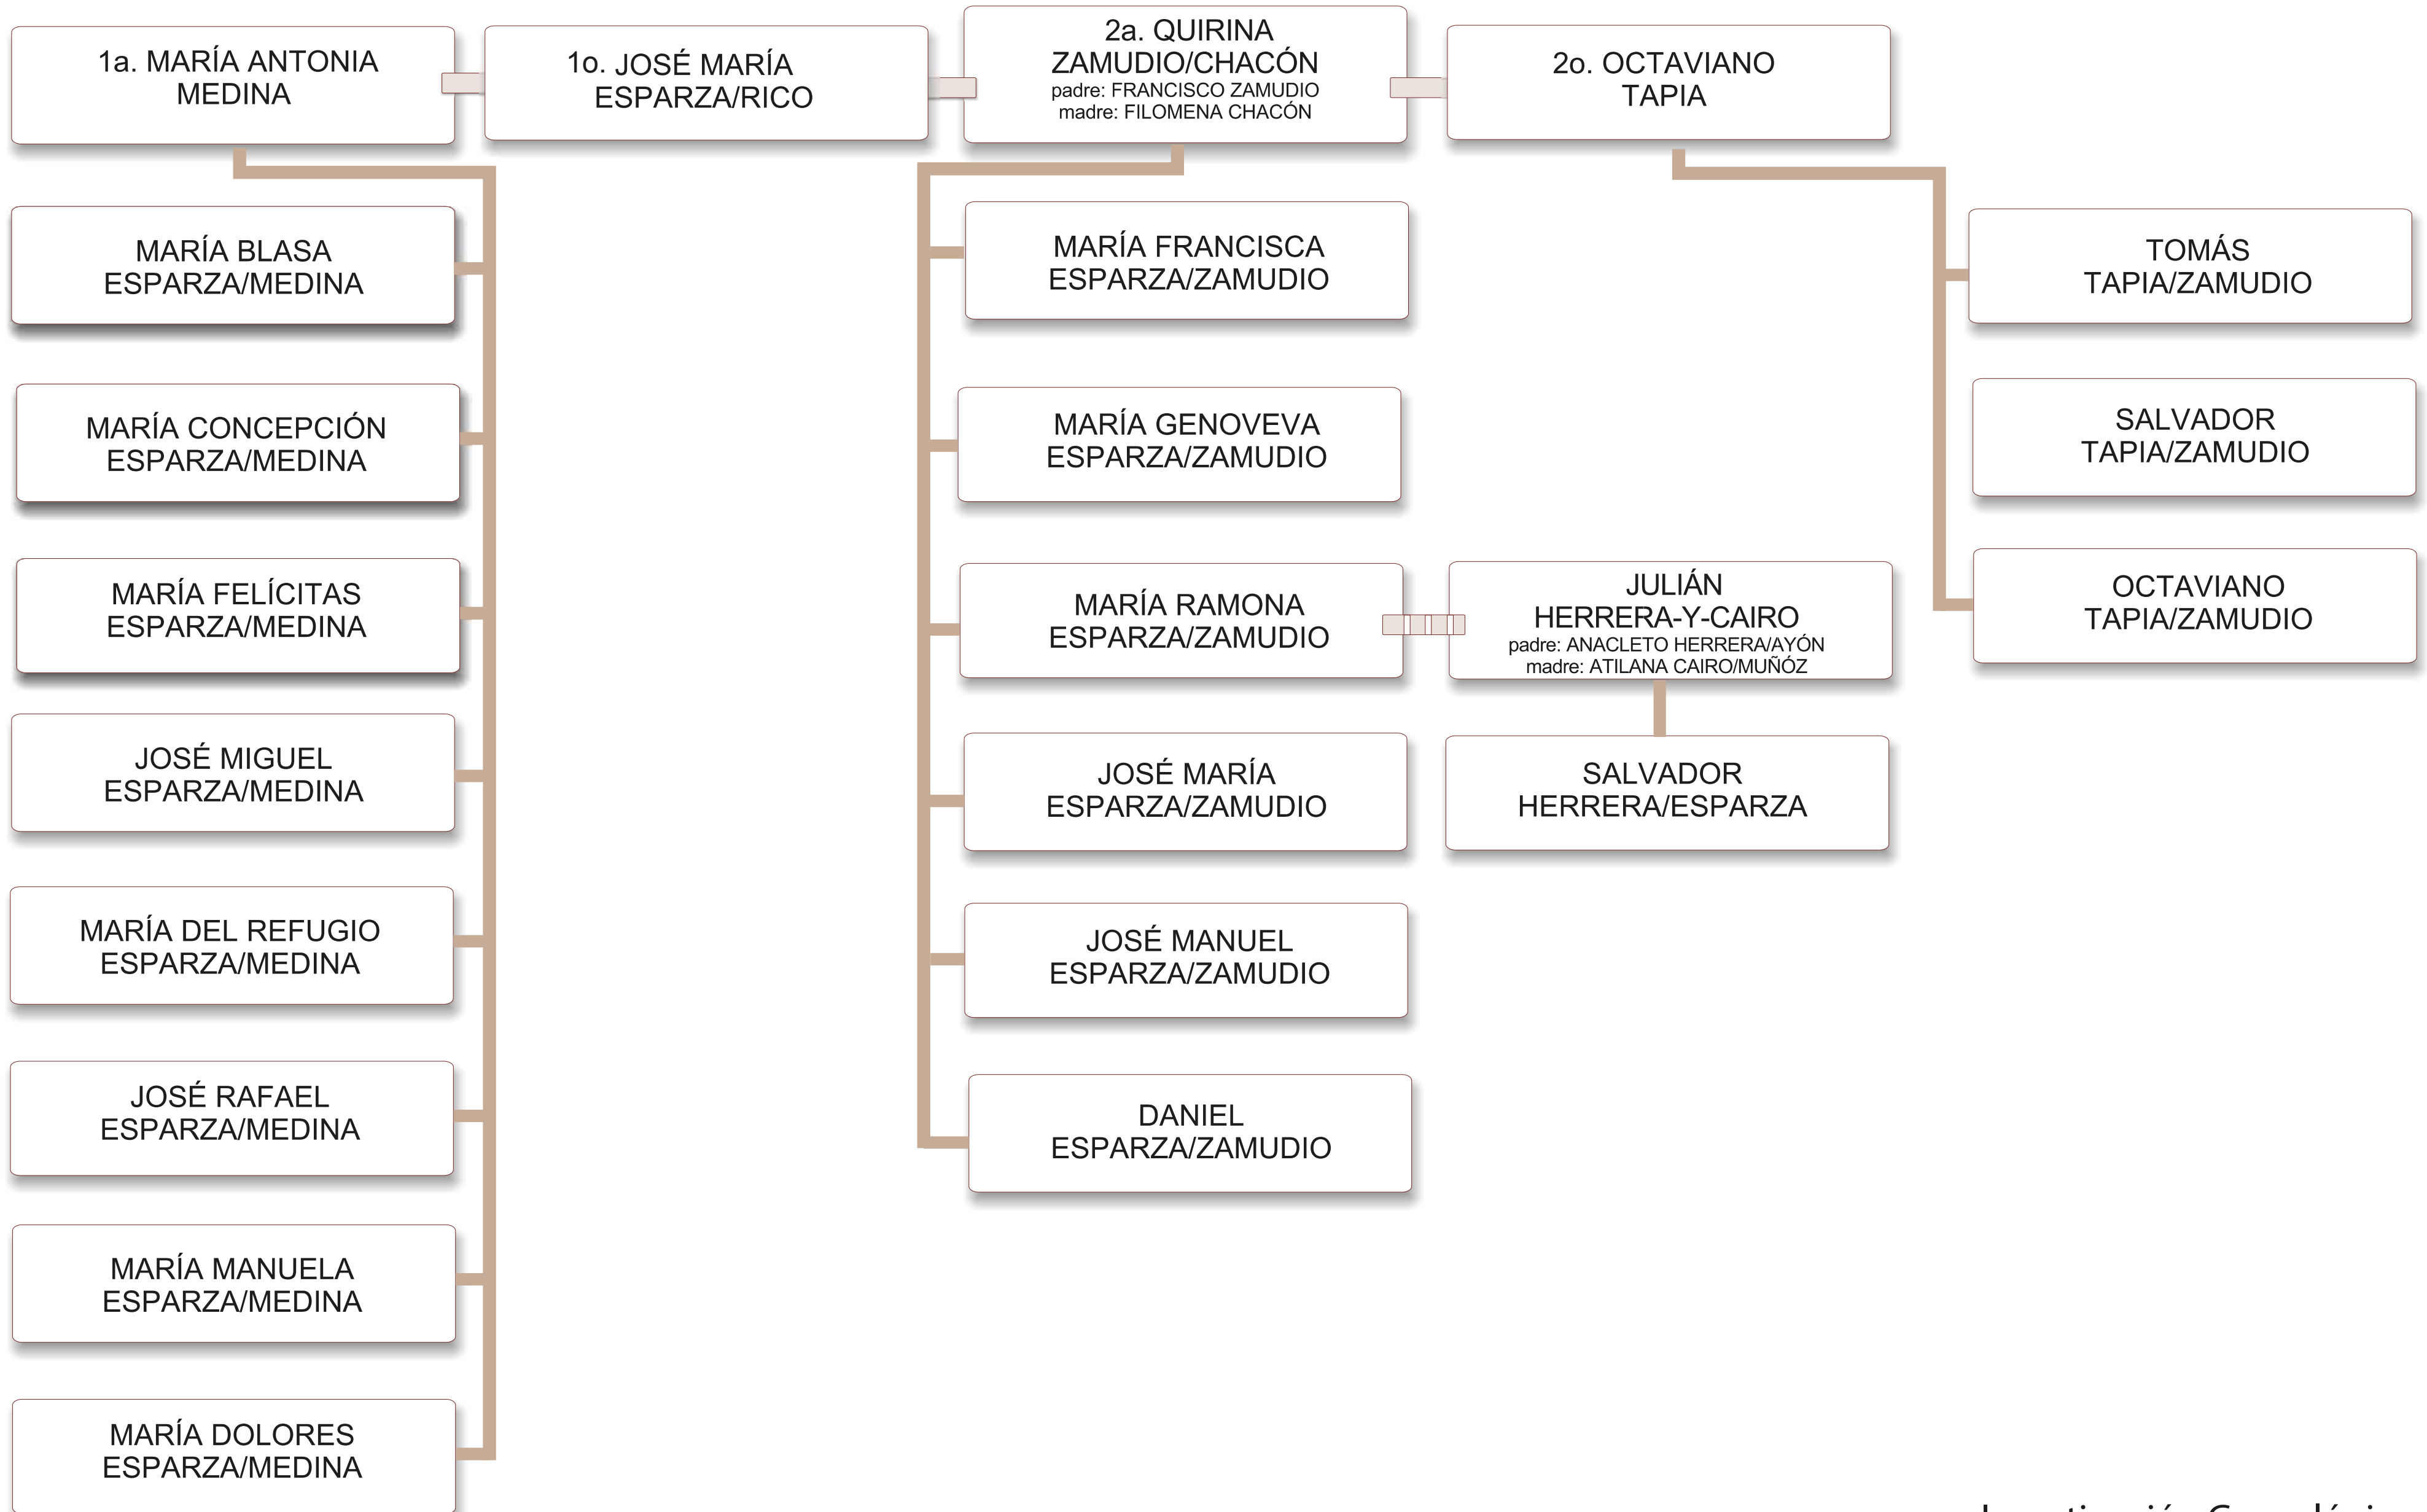 1a. MARÍA ANTONIA
MEDINA
1o. JOSÉ MARÍA
ESPARZA/RICO
2a. QUIRINA
ZAMUDIO/CHACÓN
padre: FRANCISCO ZAMUDIO
madre: FILOMENA CHACÓN
2o. OCTAVIANO
TAPIA
MARÍA BLASA
ESPARZA/MEDINA
MARÍA CONCEPCIÓN
ESPARZA/MEDINA
MARÍA FELÍCITAS
ESPARZA/MEDINA
JOSÉ MIGUEL
ESPARZA/MEDINA
MARÍA DEL REFUGIO
ESPARZA/MEDINA
JOSÉ RAFAEL
ESPARZA/MEDINA
MARÍA MANUELA
ESPARZA/MEDINA
MARÍA DOLORES
ESPARZA/MEDINA
MARÍA FRANCISCA
ESPARZA/ZAMUDIO
MARÍA GENOVEVA
ESPARZA/ZAMUDIO
MARÍA RAMONA
ESPARZA/ZAMUDIO
JOSÉ MARÍA
ESPARZA/ZAMUDIO
JOSÉ MANUEL
ESPARZA/ZAMUDIO
DANIEL
ESPARZA/ZAMUDIO
JULIÁN
HERRERA-Y-CAIRO
padre: ANACLETO HERRERA/AYÓN
madre: ATILANA CAIRO/MUÑÓZ
SALVADOR
HERRERA/ESPARZA
TOMÁS
TAPIA/ZAMUDIO
SALVADOR
TAPIA/ZAMUDIO
OCTAVIANO
TAPIA/ZAMUDIO